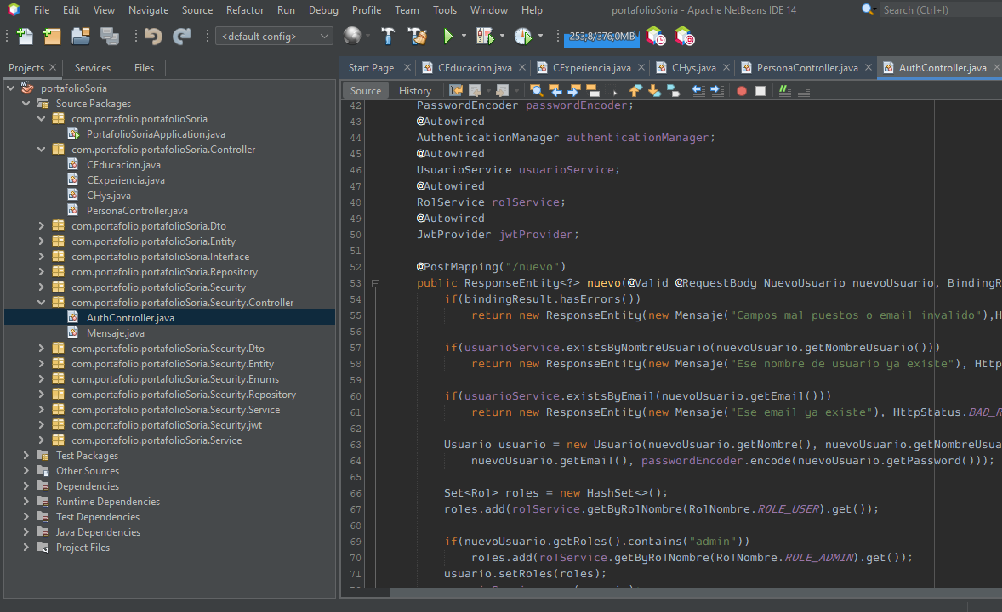 File Edit View Navigate Source Refactor Run Debug Profile Team Tools Window Help portafolioSoria - Apache NetBeans IDE 14 Search (Ctrl+I)
<default config> 253,8/376,0MB
Projects Services Files
Start Page CEducacion.java CExperiencia.java CHys.java PersonaController.java AuthController.java
Source History
portafolioSoria
Source Packages
com.portafolio.portafolioSoria
PortafolioSoriaApplication.java
com.portafolio.portafolioSoria.Controller
CEducacion.java
CExperiencia.java
CHys.java
PersonaController.java
com.portafolio.portafolioSoria.Dto
com.portafolio.portafolioSoria.Entity
com.portafolio.portafolioSoria.Interface
com.portafolio.portafolioSoria.Repository
com.portafolio.portafolioSoria.Security
com.portafolio.portafolioSoria.Security.Controller
AuthController.java
Mensaje.java
com.portafolio.portafolioSoria.Security.Dto
com.portafolio.portafolioSoria.Security.Entity
com.portafolio.portafolioSoria.Security.Enums
com.portafolio.portafolioSoria.Security.Repository
com.portafolio.portafolioSoria.Security.Service
com.portafolio.portafolioSoria.Security.jwt
com.portafolio.portafolioSoria.Service
Test Packages
Other Sources
Dependencies
Runtime Dependencies
Test Dependencies
Java Dependencies
Project Files
42 PasswordEncoder passwordEncoder;
43 @Autowired
44 AuthenticationManager authenticationManager;
45 @Autowired
46 UsuarioService usuarioService;
47 @Autowired
48 RolService rolService;
49 @Autowired
50 JwtProvider jwtProvider;
51
52 @PostMapping("/nuevo")
53 public ResponseEntity<?> nuevo(@Valid @RequestBody NuevoUsuario nuevoUsuario, BindingR
54 if(bindingResult.hasErrors())
55 return new ResponseEntity(new Mensaje("Campos mal puestos o email invalido"),H
56
57 if(usuarioService.existsByNombreUsuario(nuevoUsuario.getNombreUsuario()))
58 return new ResponseEntity(new Mensaje("Ese nombre de usuario ya existe"), Http
59
60 if(usuarioService.existsByEmail(nuevoUsuario.getEmail()))
61 return new ResponseEntity(new Mensaje("Ese email ya existe"), HttpStatus.BAD_R
62
63 Usuario usuario = new Usuario(nuevoUsuario.getNombre(), nuevoUsuario.getNombreUsua
64 nuevoUsuario.getEmail(), passwordEncoder.encode(nuevoUsuario.getPassword()));
65
66 Set<Rol> roles = new HashSet<>();
67 roles.add(rolService.getByRolNombre(RolNombre.ROLE_USER).get());
68
69 if(nuevoUsuario.getRoles().contains("admin"))
70 roles.add(rolService.getByRolNombre(RolNombre.ROLE_ADMIN).get());
71 usuario.setRoles(roles);